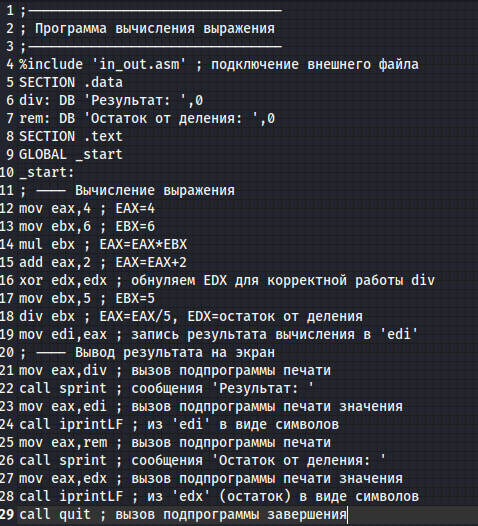 1 ;--------------------------------
2 ; Программа вычисления выражения
3 ;--------------------------------
4 %include 'in_out.asm' ; подключение внешнего файла
5 SECTION .data
6 div: DB 'Результат: ',0
7 rem: DB 'Остаток от деления: ',0
8 SECTION .text
9 GLOBAL _start
10 _start:
11 ; ---- Вычисление выражения
12 mov eax,4 ; EAX=4
13 mov ebx,6 ; EBX=6
14 mul ebx ; EAX=EAX*EBX
15 add eax,2 ; EAX=EAX+2
16 xor edx,edx ; обнуляем EDX для корректной работы div
17 mov ebx,5 ; EBX=5
18 div ebx ; EAX=EAX/5, EDX=остаток от деления
19 mov edi,eax ; запись результата вычисления в 'edi'
20 ; ---- Вывод результата на экран
21 mov eax,div ; вызов подпрограммы печати
22 call sprint ; сообщения 'Результат: '
23 mov eax,edi ; вызов подпрограммы печати значения
24 call iprintLF ; из 'edi' в виде символов
25 mov eax,rem ; вызов подпрограммы печати
26 call sprint ; сообщения 'Остаток от деления: '
27 mov eax,edx ; вызов подпрограммы печати значения
28 call iprintLF ; из 'edx' (остаток) в виде символов
29 call quit ; вызов подпрограммы завершения